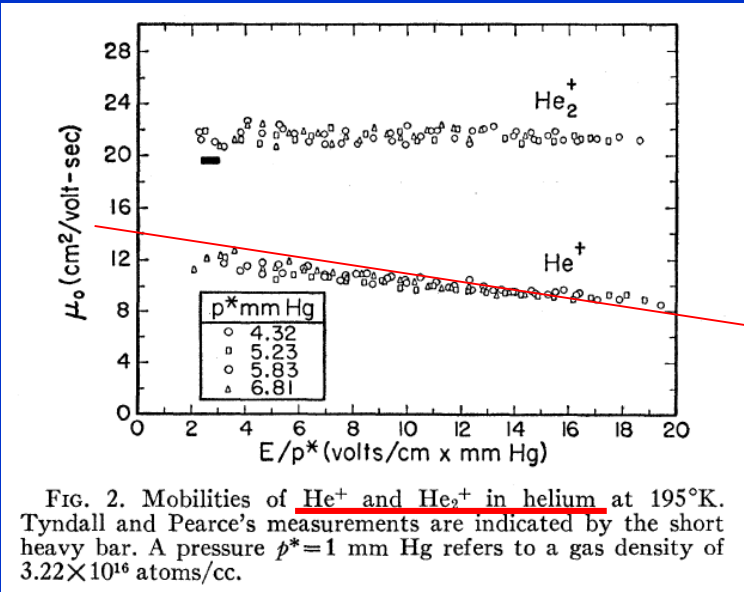 28
24
20
16
12
8
4
0
μ₀ (cm²/volt-sec)
He₂⁺
He⁺
p*mm Hg
○ 4.32
□ 5.23
○ 5.83
△ 6.81
0 2 4 6 8 10 12 14 16 18 20
E/p* (volts/cm x mm Hg)
FIG. 2. Mobilities of He⁺ and He₂⁺ in helium at 195°K.
Tyndall and Pearce's measurements are indicated by the short
heavy bar. A pressure p*=1 mm Hg refers to a gas density of
3.22×10¹⁶ atoms/cc.